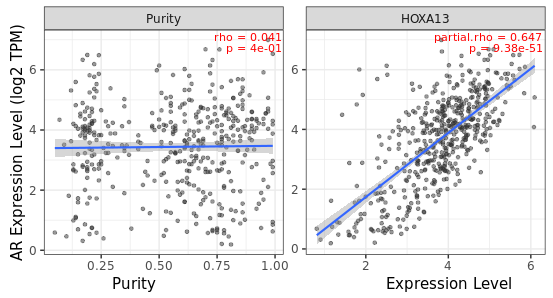 Purity
HOXA13
rho = 0.041
p = 4e-01
partial.rho = 0.647
p = 9.38e-51
AR Expression Level (log2 TPM)
6
4
2
0
6
4
2
0
0.25
0.50
0.75
1.00
2
4
6
Purity
Expression Level